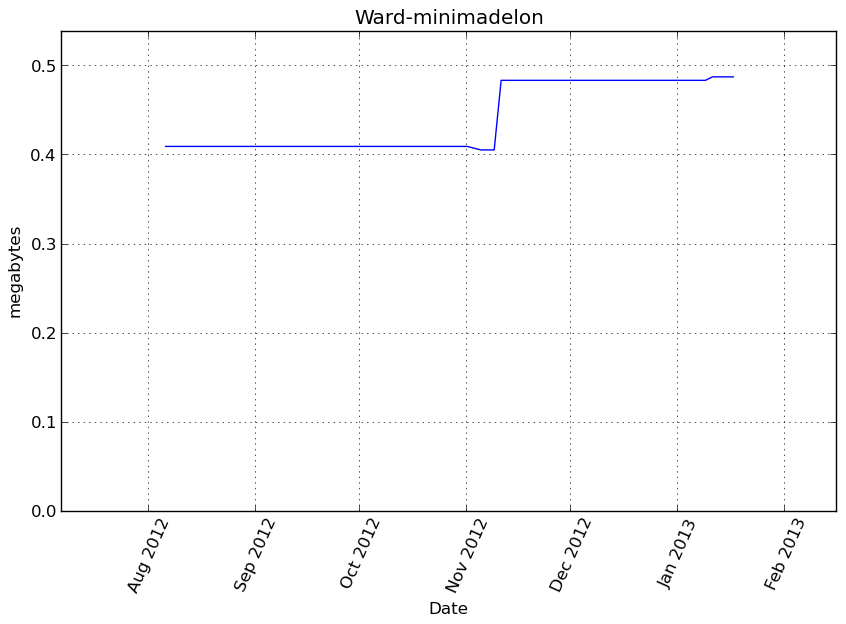 Ward-minimadelon
0.5
0.4
0.3
0.2
0.1
0.0
megabytes
Aug 2012
Sep 2012
Oct 2012
Nov 2012
Dec 2012
Jan 2013
Feb 2013
Date